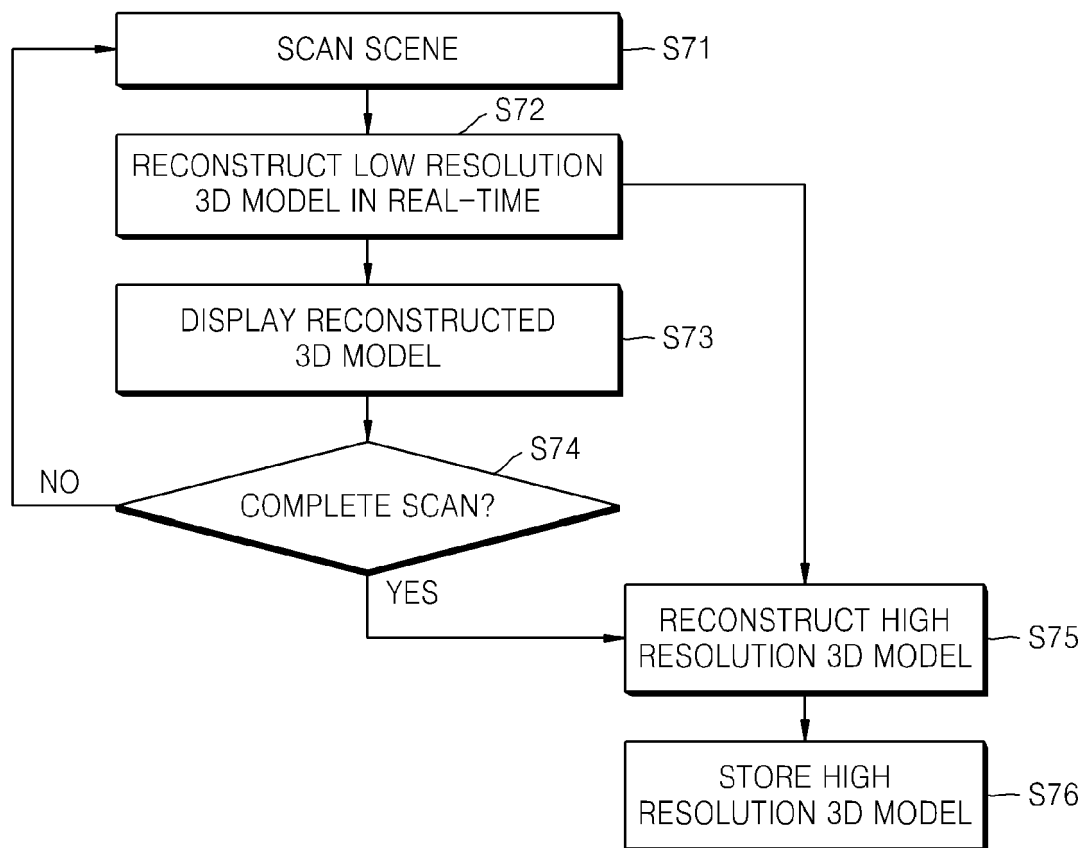 SCAN SCENE
S71
S72
RECONSTRUCT LOW RESOLUTION
3D MODEL IN REAL-TIME
DISPLAY RECONSTRUCTED
3D MODEL
S73
S74
NO
COMPLETE SCAN?
YES
RECONSTRUCT HIGH
RESOLUTION 3D MODEL
S75
STORE HIGH
RESOLUTION 3D MODEL
S76